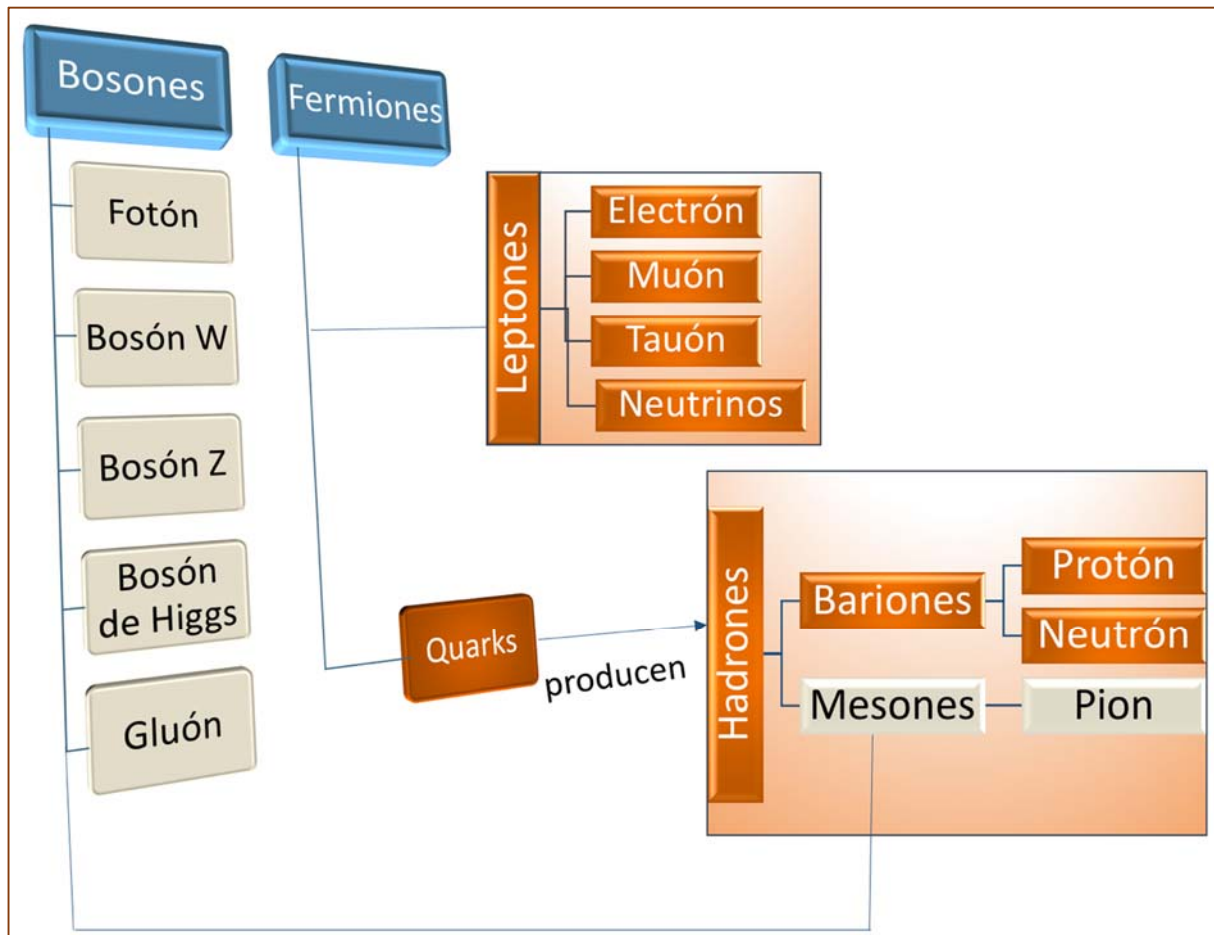 Bosones
Fotón
Bosón W
Bosón Z
Bosón
de Higgs
Gluón
Fermiones
Leptones
Electrón
Muón
Tauón
Neutrinos
Quarks
producen
Hadrones
Bariones
Protón
Neutrón
Mesones
Pion